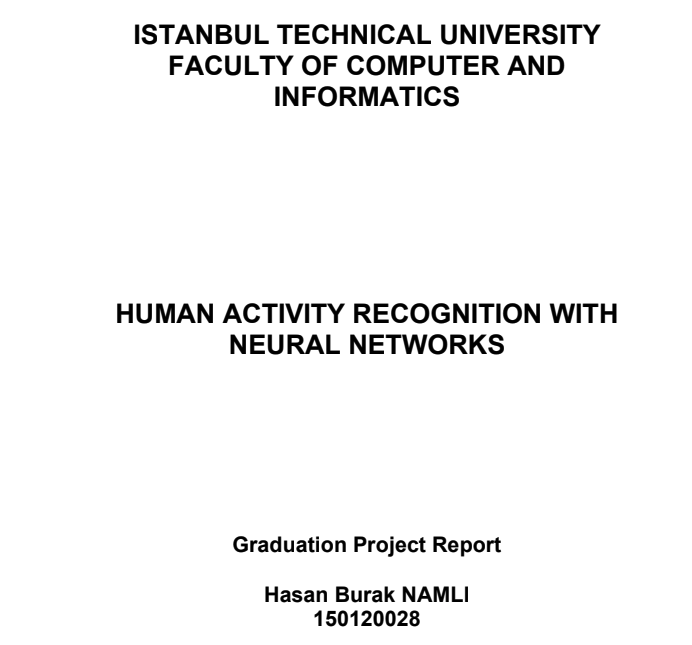 ISTANBUL TECHNICAL UNIVERSITY
FACULTY OF COMPUTER AND
INFORMATICS
HUMAN ACTIVITY RECOGNITION WITH
NEURAL NETWORKS
Graduation Project Report
Hasan Burak NAMLI
150120028